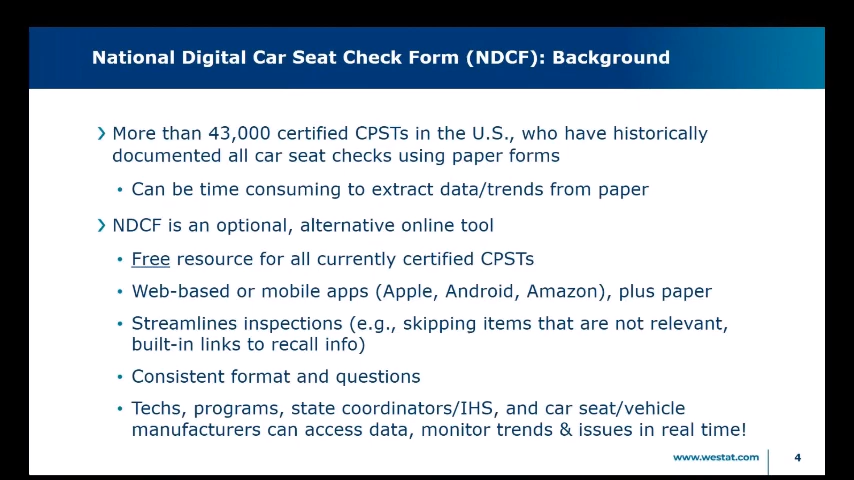 National Digital Car Seat Check Form (NDCF): Background
More than 43,000 certified CPSTs in the U.S., who have historically
documented all car seat checks using paper forms
• Can be time consuming to extract data/trends from paper
NDCF is an optional, alternative online tool
• Free resource for all currently certified CPSTs
• Web-based or mobile apps (Apple, Android, Amazon), plus paper
• Streamlines inspections (e.g., skipping items that are not relevant,
built-in links to recall info)
• Consistent format and questions
• Techs, programs, state coordinators/IHS, and car seat/vehicle
manufacturers can access data, monitor trends & issues in real time!
www.westat.com 4